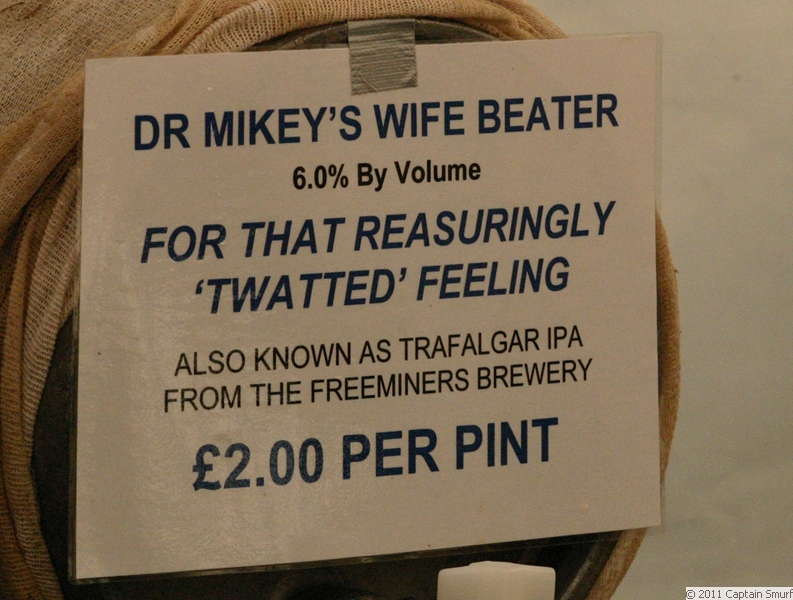 DR MIKEY'S WIFE BEATER
6.0% By Volume
FOR THAT REASURINGLY
'TWATTED' FEELING
ALSO KNOWN AS TRAFALGAR IPA
FROM THE FREEMINERS BREWERY
£2.00 PER PINT
© 2011 Captain Smurf